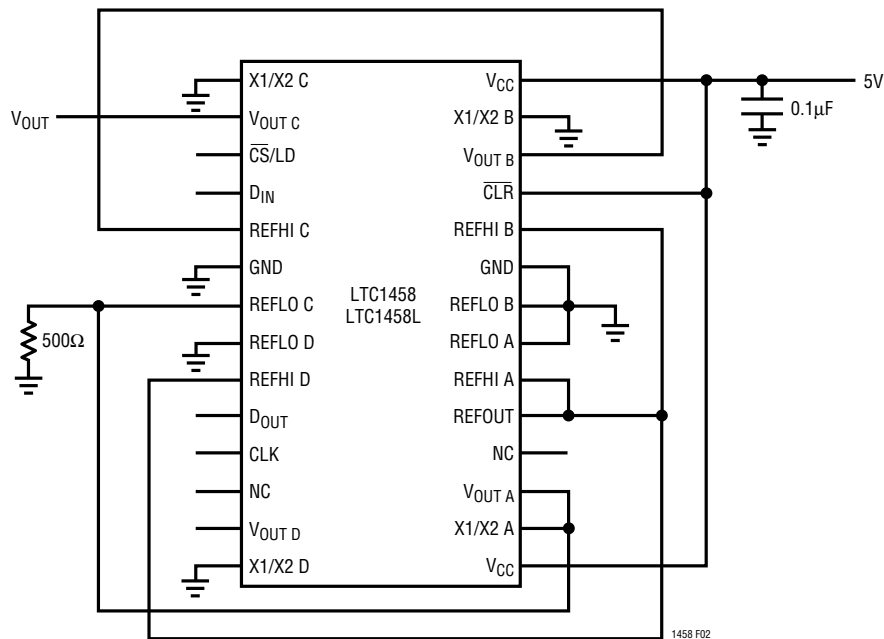 X1/X2 C
V_OUT
V_OUT C
C̅S̅/LD
D_IN
REFHI C
GND
REFLO C
500Ω
REFLO D
REFHI D
D_OUT
CLK
NC
V_OUT D
X1/X2 D
LTC1458
LTC1458L
V_CC
5V
0.1µF
X1/X2 B
V_OUT B
C̅L̅R̅
REFHI B
GND
REFLO B
REFLO A
REFHI A
REFOUT
NC
V_OUT A
X1/X2 A
V_CC
1458 F02